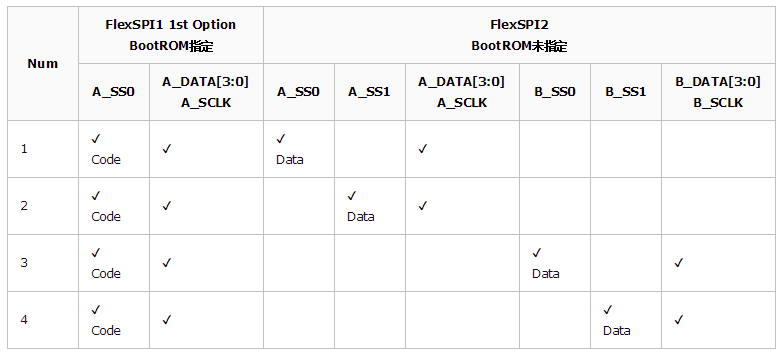 Num
FlexSPI1 1st Option
BootROM指定
FlexSPI2
BootROM未指定
A_SS0
A_DATA[3:0]
A_SCLK
A_SS0
A_SS1
A_DATA[3:0]
A_SCLK
B_SS0
B_SS1
B_DATA[3:0]
B_SCLK
1
✓
Code
✓
✓
Data
✓
2
✓
Code
✓
✓
Data
✓
3
✓
Code
✓
✓
Data
✓
4
✓
Code
✓
✓
Data
✓